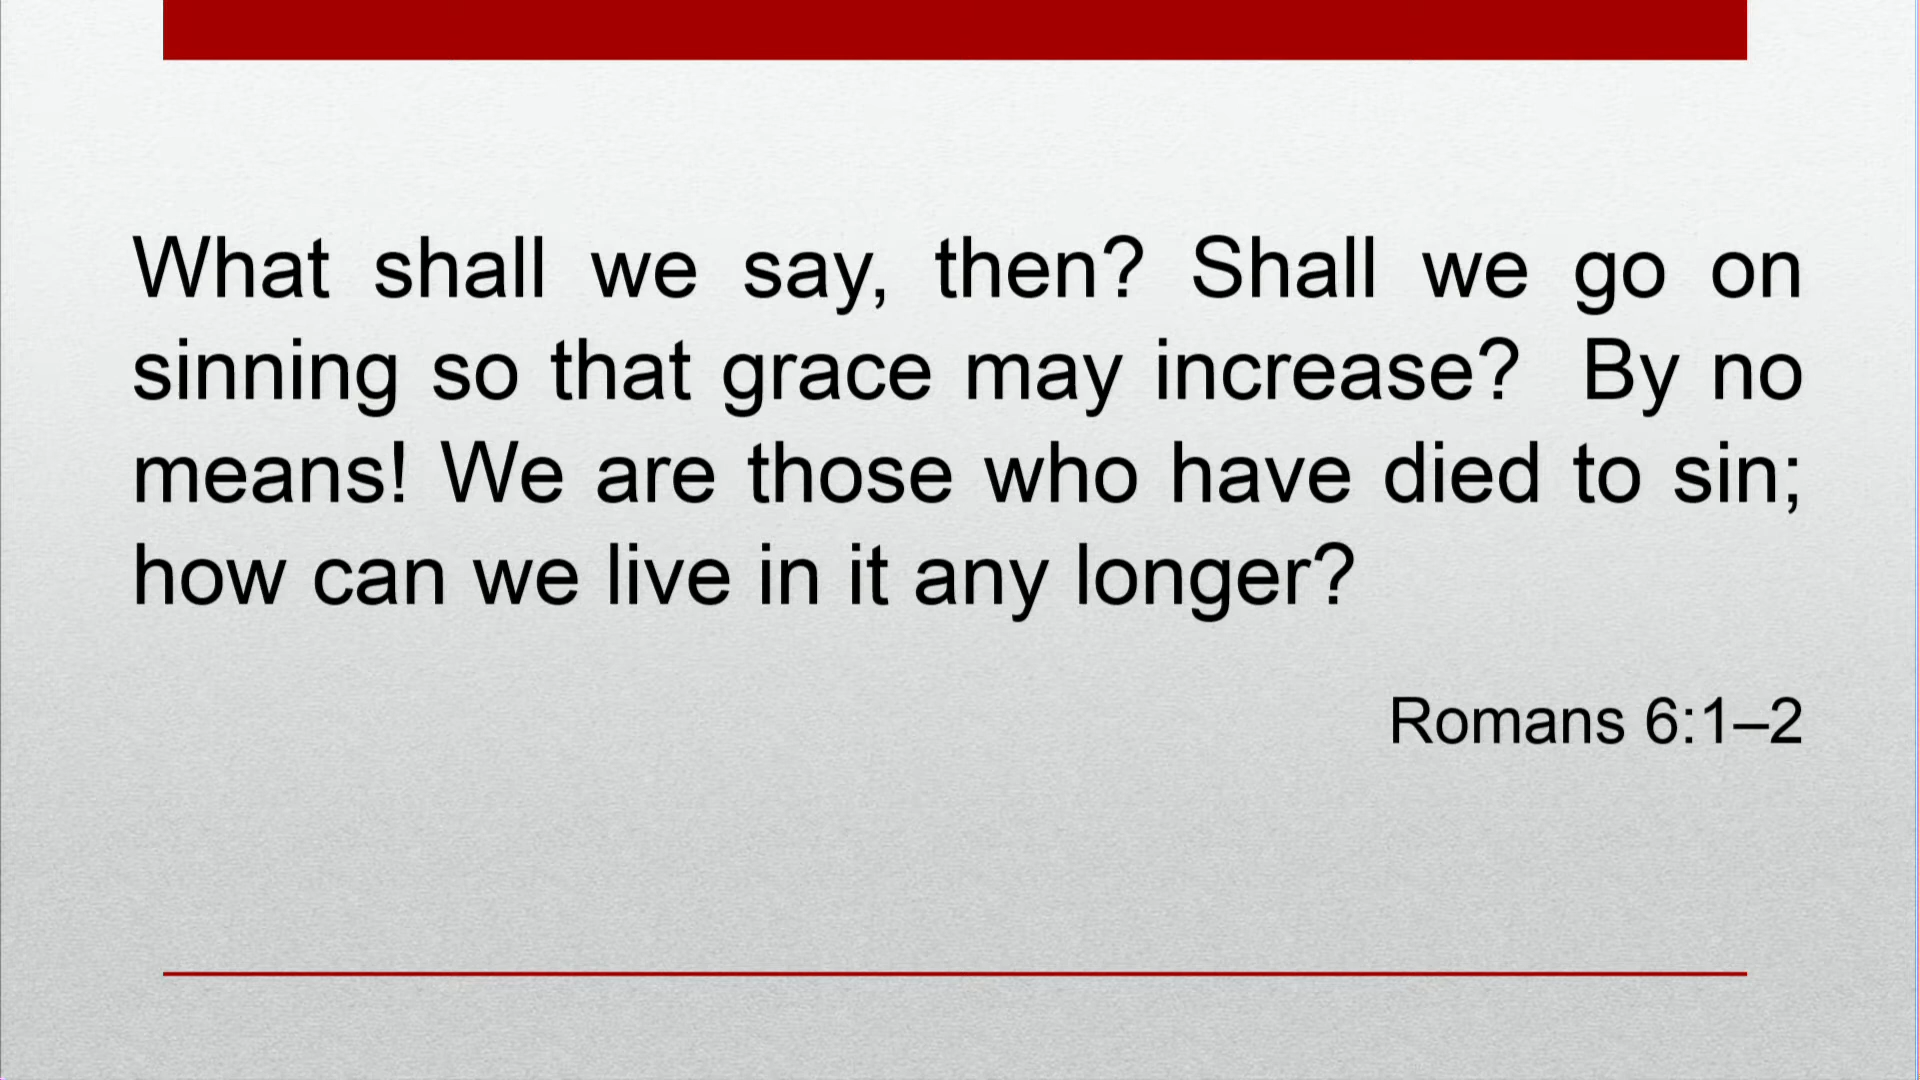 What shall we say, then? Shall we go on
sinning so that grace may increase?  By no
means! We are those who have died to sin;
how can we live in it any longer?
Romans 6:1–2